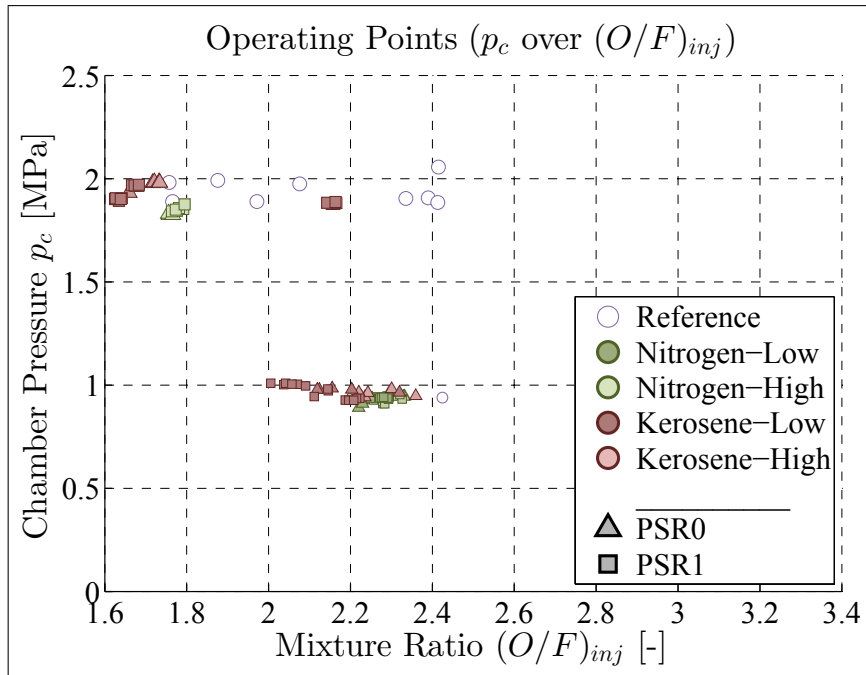 Operating Points (p_c over (O/F)_inj)
2.5
2
1.5
1
0.5
0
Chamber Pressure p_c [MPa]
1.6 1.8 2 2.2 2.4 2.6 2.8 3 3.2 3.4
Mixture Ratio (O/F)_inj [-]
Reference
Nitrogen−Low
Nitrogen−High
Kerosene−Low
Kerosene−High
PSR0
PSR1